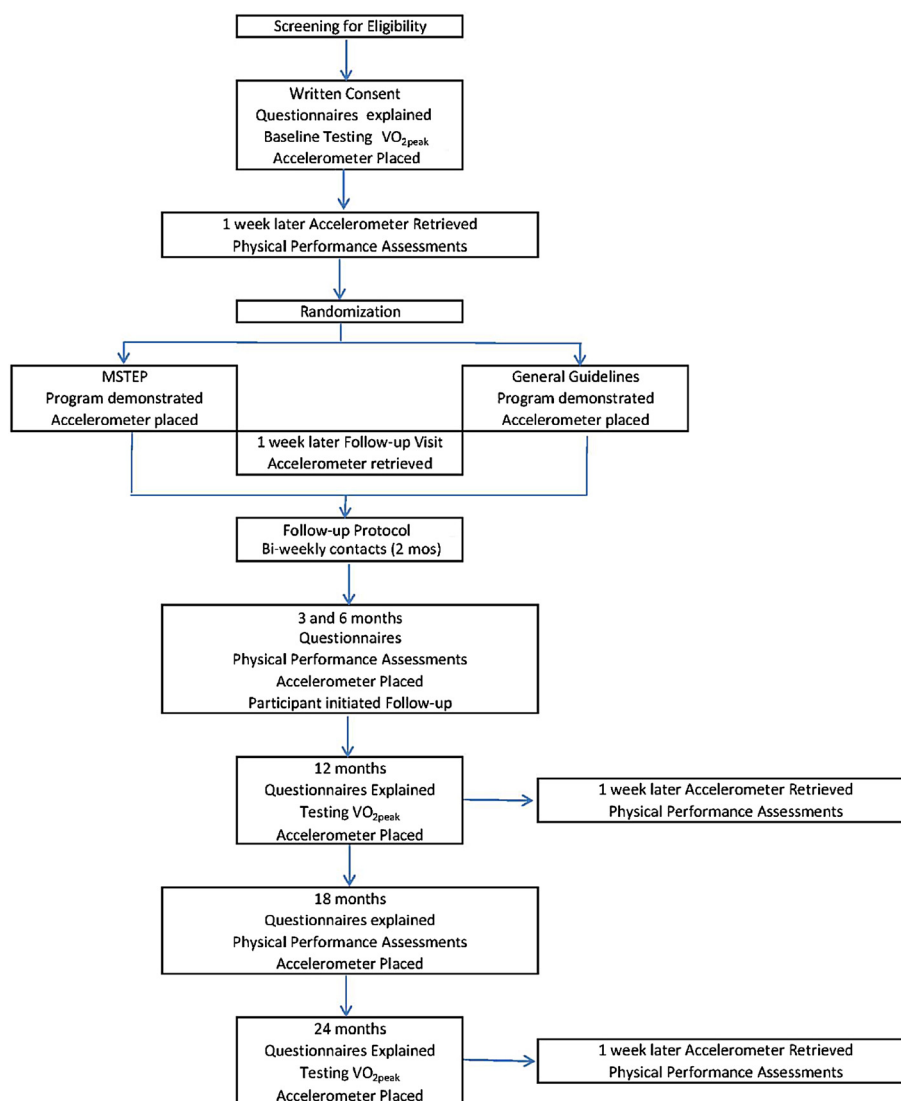 Screening for Eligibility
Written Consent
Questionnaires explained
Baseline Testing VO₂peak
Accelerometer Placed
1 week later Accelerometer Retrieved
Physical Performance Assessments
Randomization
MSTEP
Program demonstrated
Accelerometer placed
General Guidelines
Program demonstrated
Accelerometer placed
1 week later Follow-up Visit
Accelerometer retrieved
Follow-up Protocol
Bi-weekly contacts (2 mos)
3 and 6 months
Questionnaires
Physical Performance Assessments
Accelerometer Placed
Participant initiated Follow-up
12 months
Questionnaires Explained
Testing VO₂peak
Accelerometer Placed
1 week later Accelerometer Retrieved
Physical Performance Assessments
18 months
Questionnaires explained
Physical Performance Assessments
Accelerometer Placed
24 months
Questionnaires Explained
Testing VO₂peak
Accelerometer Placed
1 week later Accelerometer Retrieved
Physical Performance Assessments